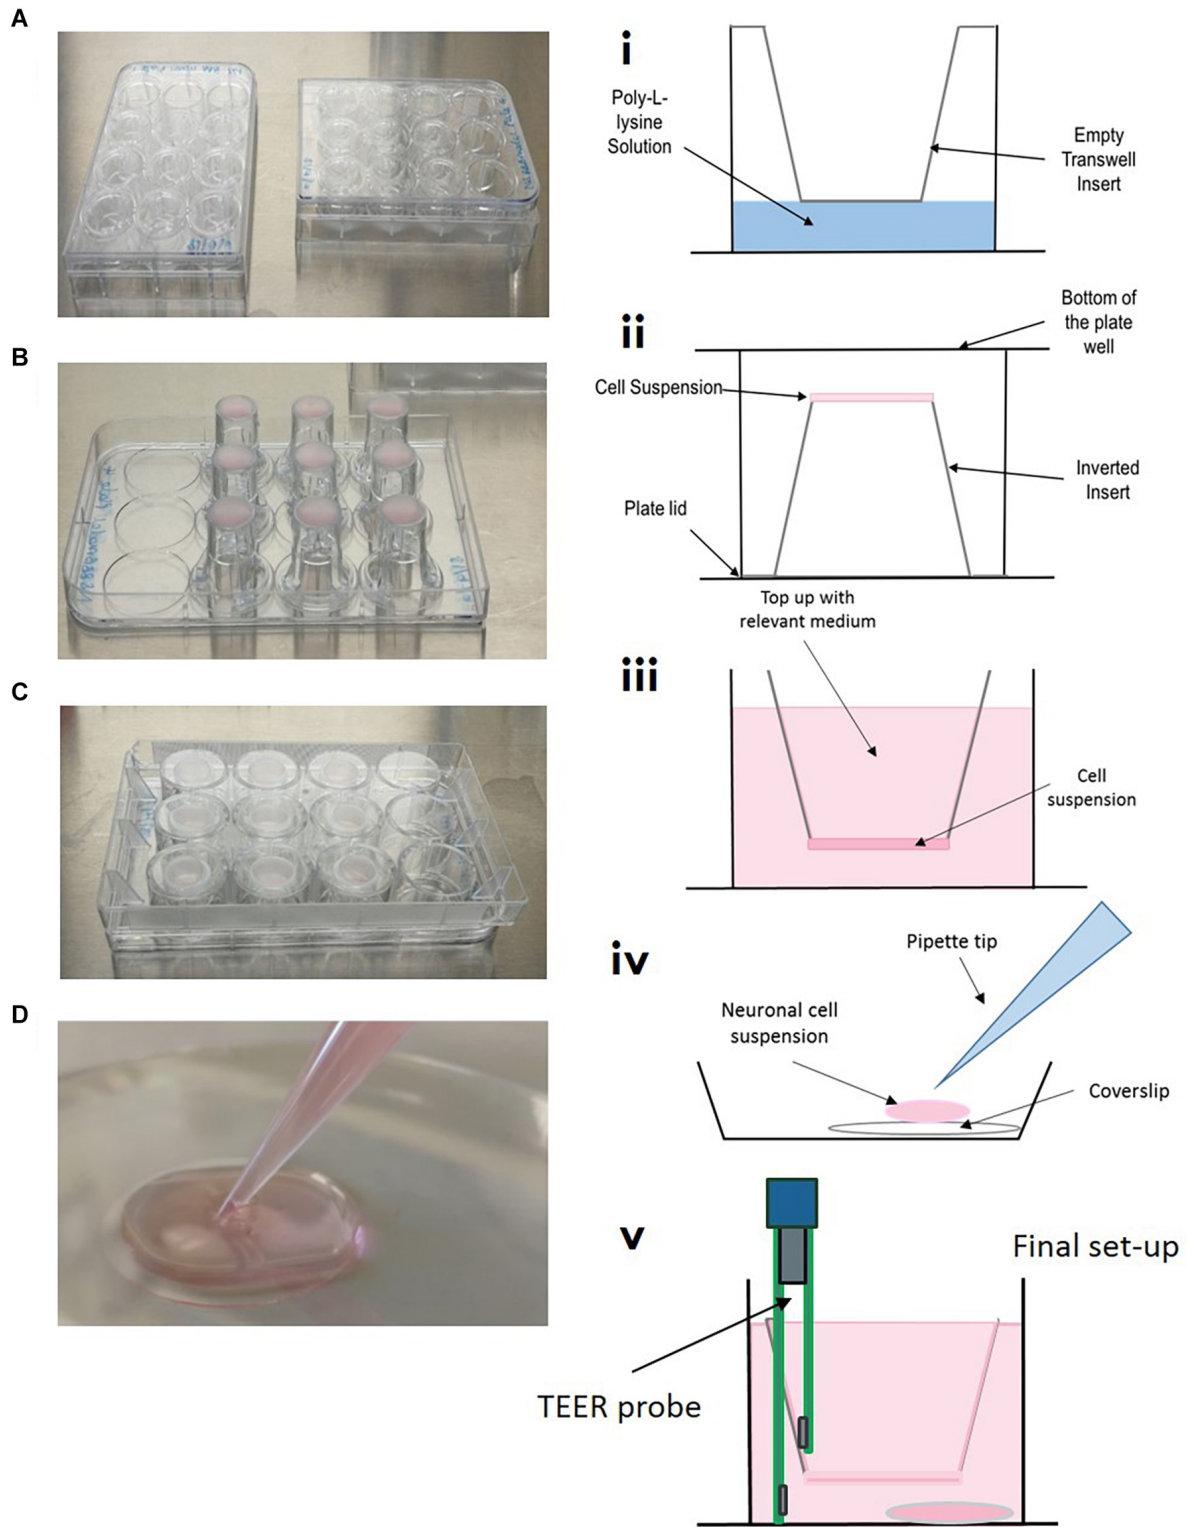 A
i
Poly-L-
lysine
Solution
Empty
Transwell
Insert
B
ii
Bottom of
the plate
well
Cell Suspension
Inverted
Insert
Plate lid
Top up with
relevant medium
C
iii
Cell
suspension
iv
Pipette tip
D
Neuronal cell
suspension
Coverslip
v
Final set-up
TEER probe